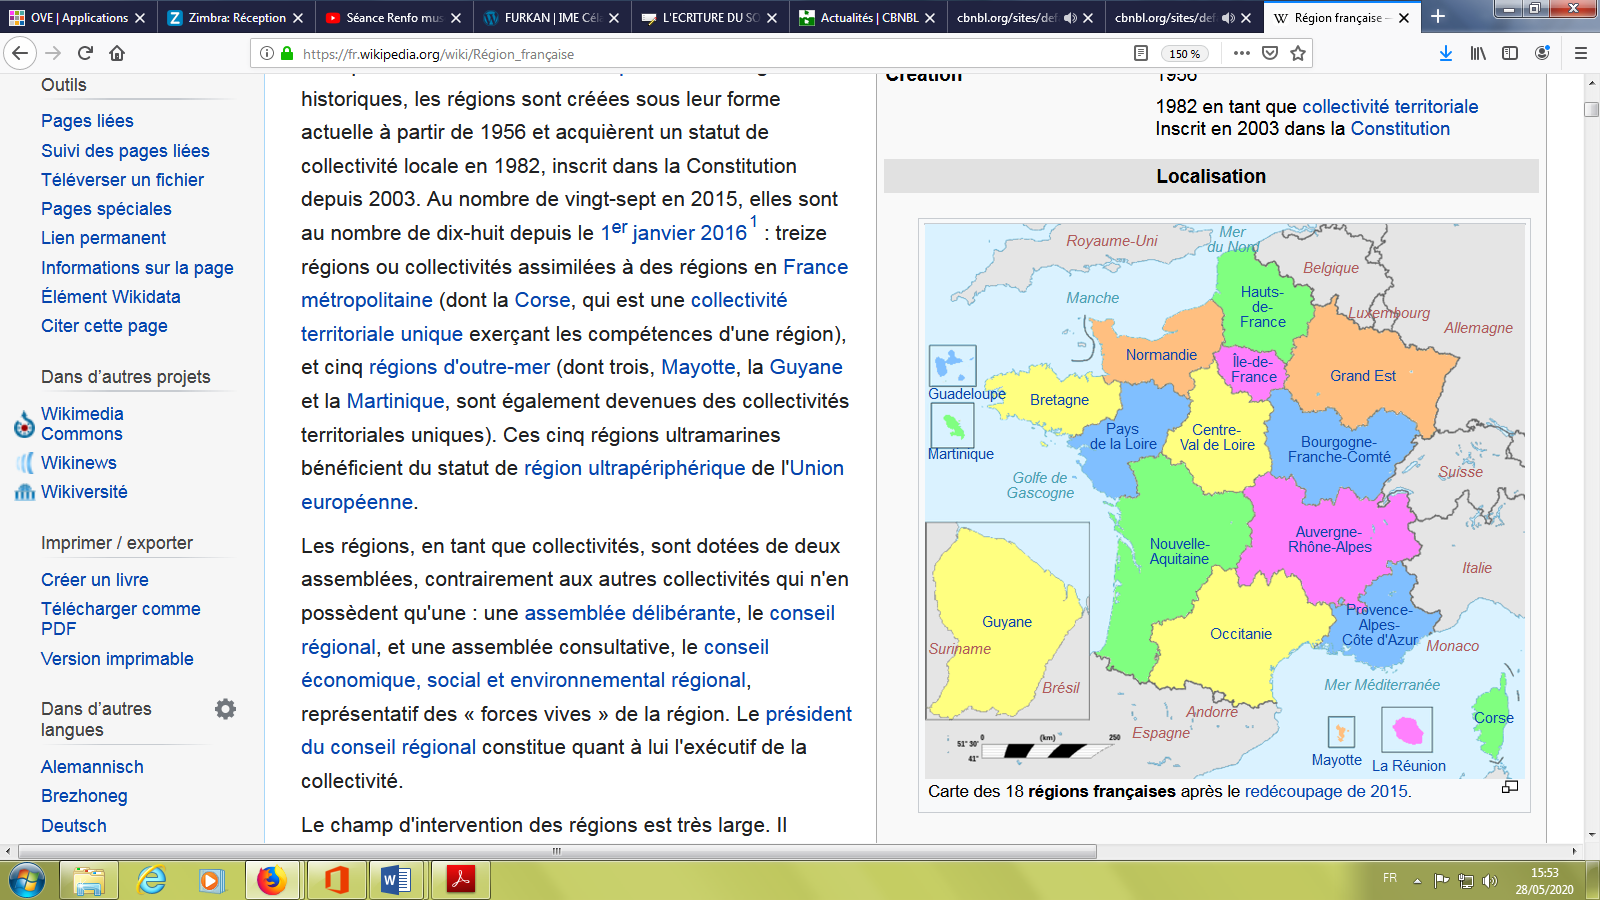 OVE | Applications
Zimbra: Réception
Séance Renfo mus
FURKAN | IME Céla
L'ECRITURE DU SO
Actualités | CBNBL
cbnbl.org/sites/def
cbnbl.org/sites/def
Région française –
https://fr.wikipedia.org/wiki/Région_française
150 %
Outils
Pages liées
Suivi des pages liées
Téléverser un fichier
Pages spéciales
Lien permanent
Informations sur la page
Élément Wikidata
Citer cette page
Dans d'autres projets
Wikimedia
Commons
Wikinews
Wikiversité
Imprimer / exporter
Créer un livre
Télécharger comme
PDF
Version imprimable
Dans d'autres
langues
Alemannisch
Brezhoneg
Deutsch
historiques, les régions sont créées sous leur forme
actuelle à partir de 1956 et acquièrent un statut de
collectivité locale en 1982, inscrit dans la Constitution
depuis 2003. Au nombre de vingt-sept en 2015, elles sont
au nombre de dix-huit depuis le 1er janvier 2016 1 : treize
régions ou collectivités assimilées à des régions en France
métropolitaine (dont la Corse, qui est une collectivité
territoriale unique exerçant les compétences d'une région),
et cinq régions d'outre-mer (dont trois, Mayotte, la Guyane
et la Martinique, sont également devenues des collectivités
territoriales uniques). Ces cinq régions ultramarines
bénéficient du statut de région ultrapériphérique de l'Union
européenne.
Les régions, en tant que collectivités, sont dotées de deux
assemblées, contrairement aux autres collectivités qui n'en
possèdent qu'une : une assemblée délibérante, le conseil
régional, et une assemblée consultative, le conseil
économique, social et environnemental régional,
représentatif des « forces vives » de la région. Le président
du conseil régional constitue quant à lui l'exécutif de la
collectivité.
Le champ d'intervention des régions est très large. Il
Création
1956
1982 en tant que collectivité territoriale
Inscrit en 2003 dans la Constitution
Localisation
Royaume-Uni
Mer
du Nord
Belgique
Manche
Luxembourg
Allemagne
Hauts-
de-
France
Normandie
Île-de-
France
Grand Est
Guadeloupe
Bretagne
Martinique
Pays
de la Loire
Centre-
Val de Loire
Bourgogne-
Franche-Comté
Suisse
Golfe de
Gascogne
Nouvelle-
Aquitaine
Auvergne-
Rhône-Alpes
Italie
Guyane
Suriname
Brésil
Occitanie
Provence-
Alpes-
Côte d'Azur
Monaco
Mer Méditerranée
Andorre
Espagne
Corse
Mayotte
La Réunion
0 (km) 250
51° 30'
41°
Carte des 18 régions françaises après le redécoupage de 2015.
FR
15:53
28/05/2020